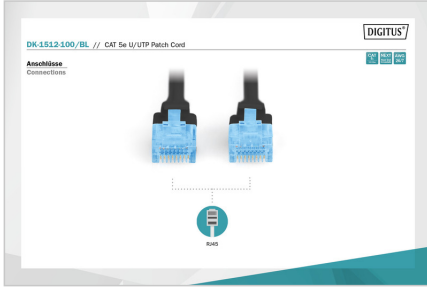 DIGITUS®
DK-1512-100/BL // CAT 5e U/UTP Patch Cord
Anschlüsse
Connections
RJ45